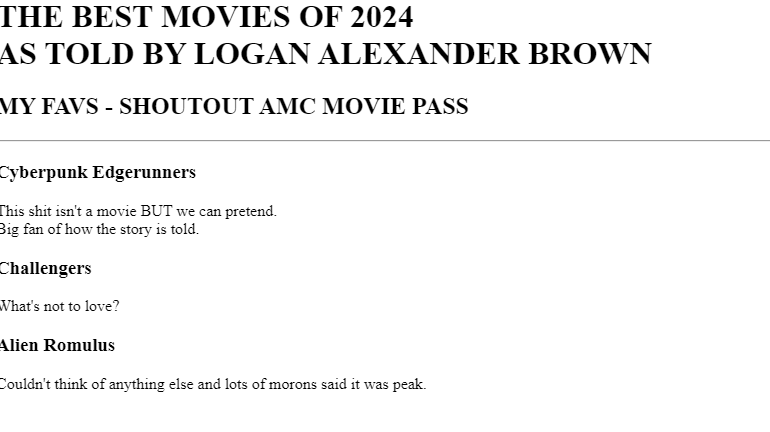 THE BEST MOVIES OF 2024
AS TOLD BY LOGAN ALEXANDER BROWN
MY FAVS - SHOUTOUT AMC MOVIE PASS
Cyberpunk Edgerunners
This shit isn't a movie BUT we can pretend.
Big fan of how the story is told.
Challengers
What's not to love?
Alien Romulus
Couldn't think of anything else and lots of morons said it was peak.